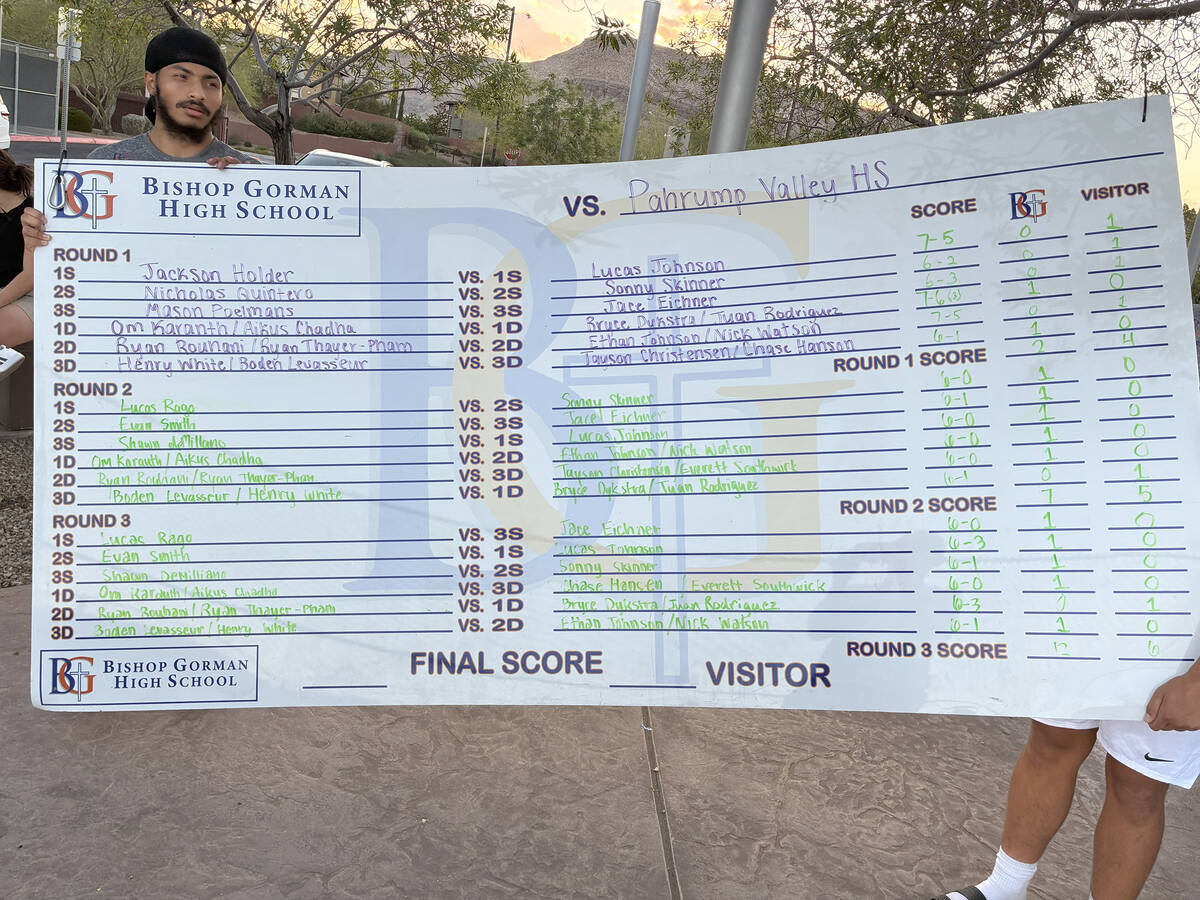 BG BISHOP GORMAN HIGH SCHOOL VS. Pahrump Valley HS
SCORE BG VISITOR
ROUND 1
1S Jackson Holder VS. 1S Lucas Johnson 7-5 0 1
2S Nicholas Quintero VS. 2S Sonny Skinner 6-2 0 1
3S Mason Poelmans VS. 3S Jace Eichner 6-3 0 1
1D Om Karanth/Aikus Chadha VS. 1D Bryce Dykstra/Juan Rodriguez 7-6(3) 1 0
2D Ryan Rouhani/Ryan Thayer-Pham VS. 2D Ethan Johnson/Nick Watson 7-5 0 1
3D Henry White/Boden Levasseur VS. 3D Jayson Christensen/Chase Hanson 6-1 1 0
ROUND 1 SCORE 2 4
ROUND 2
1S Lucas Rago VS. 2S Sonny Skinner 6-0 1 0
2S Evan Smith VS. 3S Jace Eichner 6-1 1 0
3S Shawn deMillano VS. 1S Lucas Johnson 6-0 1 0
1D Om Karauth/Aikus Chadha VS. 2D Ethan Johnson/Nick Watson 6-0 1 0
2D Ryan Rouhani/Ryan Thayer-Pham VS. 3D Jayson Christensen/Everett Southwick 6-0 1 0
3D Boden Levasseur/Henry White VS. 1D Bryce Dykstra/Juan Rodriguez 6-1 0 1
ROUND 2 SCORE 7 5
ROUND 3
1S Lucas Rago VS. 3S Jace Eichner 6-0 1 0
2S Evan Smith VS. 1S Lucas Johnson 6-3 1 0
3S Shawn DeMilliano VS. 2S Sonny Skinner 6-1 1 0
1D Om Karduth/Aikus Chadha VS. 3D Chase Hansen Everett Southwick 6-0 1 0
2D Ryan Rouhani/Ryan Thayer-Pham VS. 1D Bryce Dykstra/Juan Rodriguez 6-3 0 1
3D Boden Levasseur/Henry White VS. 2D Ethan Johnson/Nick Watson 6-1 1 0
ROUND 3 SCORE 12 6
BG BISHOP GORMAN HIGH SCHOOL FINAL SCORE VISITOR